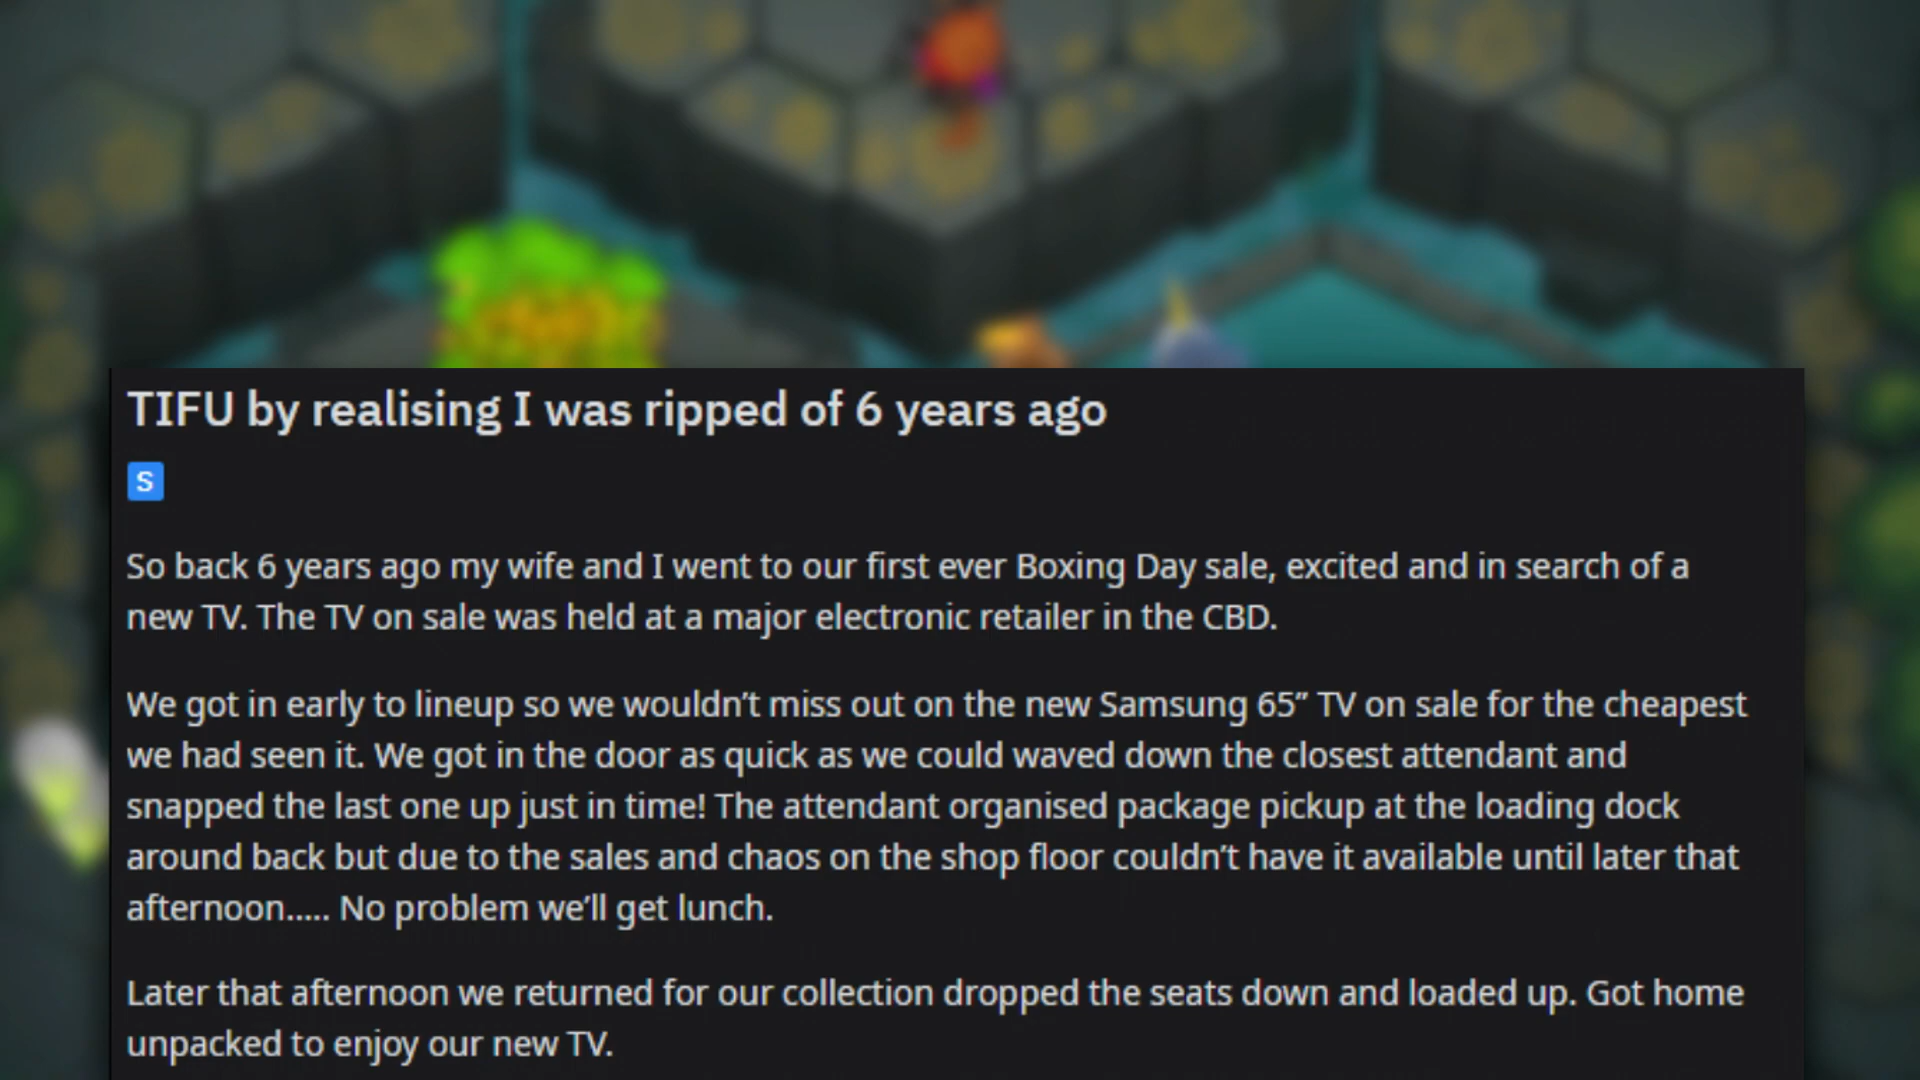 TIFU by realising I was ripped of 6 years ago
S
So back 6 years ago my wife and I went to our first ever Boxing Day sale, excited and in search of a
new TV. The TV on sale was held at a major electronic retailer in the CBD.
We got in early to lineup so we wouldn’t miss out on the new Samsung 65” TV on sale for the cheapest
we had seen it. We got in the door as quick as we could waved down the closest attendant and
snapped the last one up just in time! The attendant organised package pickup at the loading dock
around back but due to the sales and chaos on the shop floor couldn’t have it available until later that
afternoon..... No problem we’ll get lunch.
Later that afternoon we returned for our collection dropped the seats down and loaded up. Got home
unpacked to enjoy our new TV.